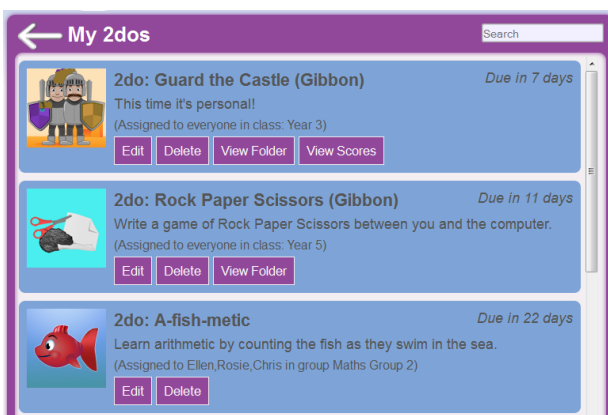 My 2dos
Search
2do: Guard the Castle (Gibbon)
Due in 7 days
This time it's personal!
(Assigned to everyone in class: Year 3)
Edit Delete View Folder View Scores
2do: Rock Paper Scissors (Gibbon)
Due in 11 days
Write a game of Rock Paper Scissors between you and the computer.
(Assigned to everyone in class: Year 5)
Edit Delete View Folder
2do: A-fish-metic
Due in 22 days
Learn arithmetic by counting the fish as they swim in the sea.
(Assigned to Ellen,Rosie,Chris in group Maths Group 2)
Edit Delete